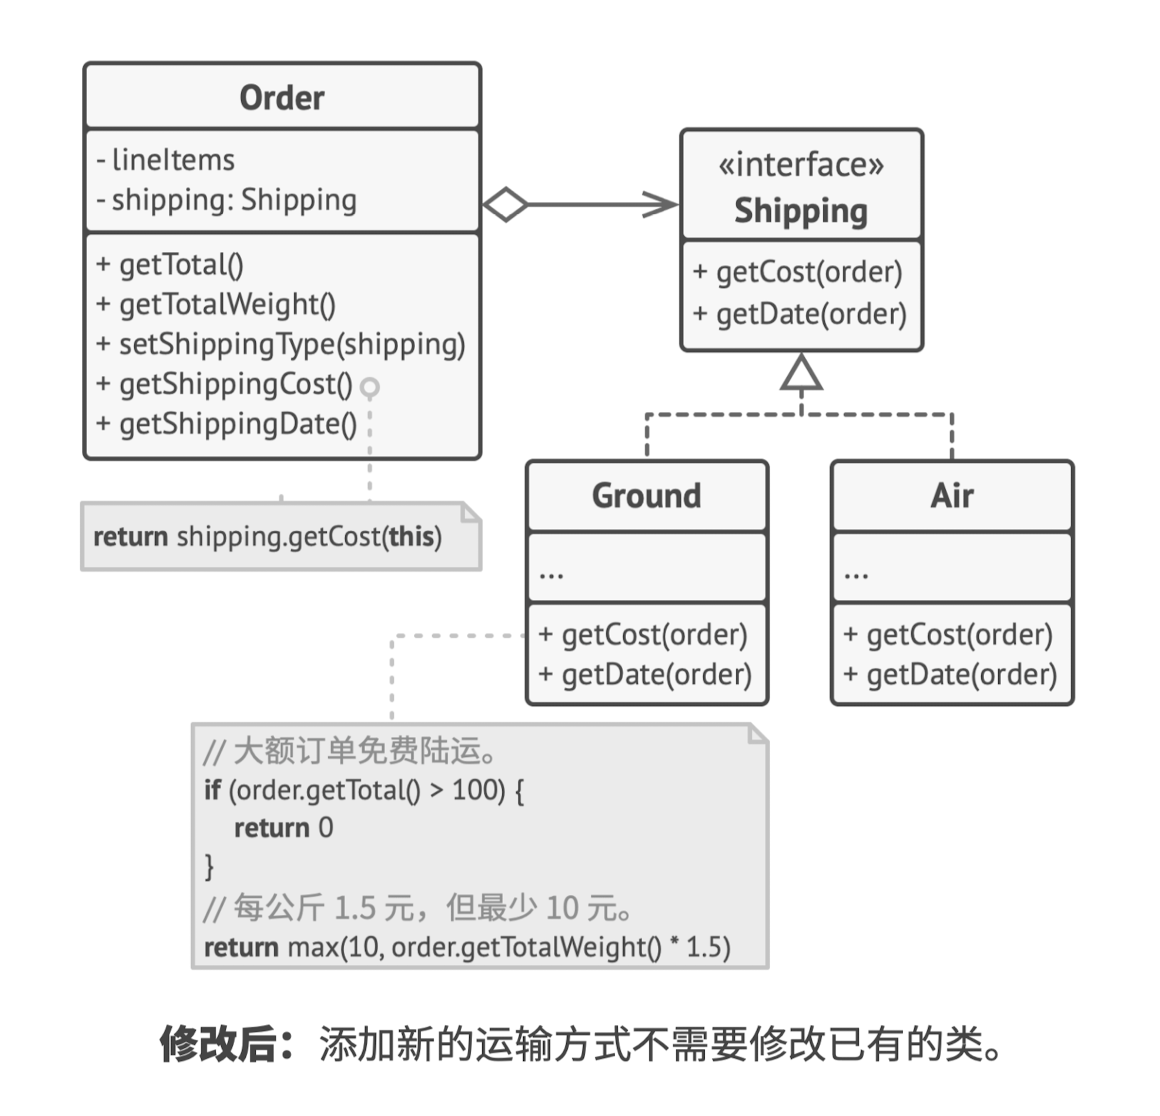 Order
- lineItems
- shipping: Shipping
+ getTotal()
+ getTotalWeight()
+ setShippingType(shipping)
+ getShippingCost()
+ getShippingDate()
return shipping.getCost(this)
«interface»
Shipping
+ getCost(order)
+ getDate(order)
Ground
...
+ getCost(order)
+ getDate(order)
Air
...
+ getCost(order)
+ getDate(order)
// 大额订单免费陆运。
if (order.getTotal() > 100) {
return 0
}
// 每公斤 1.5 元，但最少 10 元。
return max(10, order.getTotalWeight() * 1.5)
修改后：添加新的运输方式不需要修改已有的类。